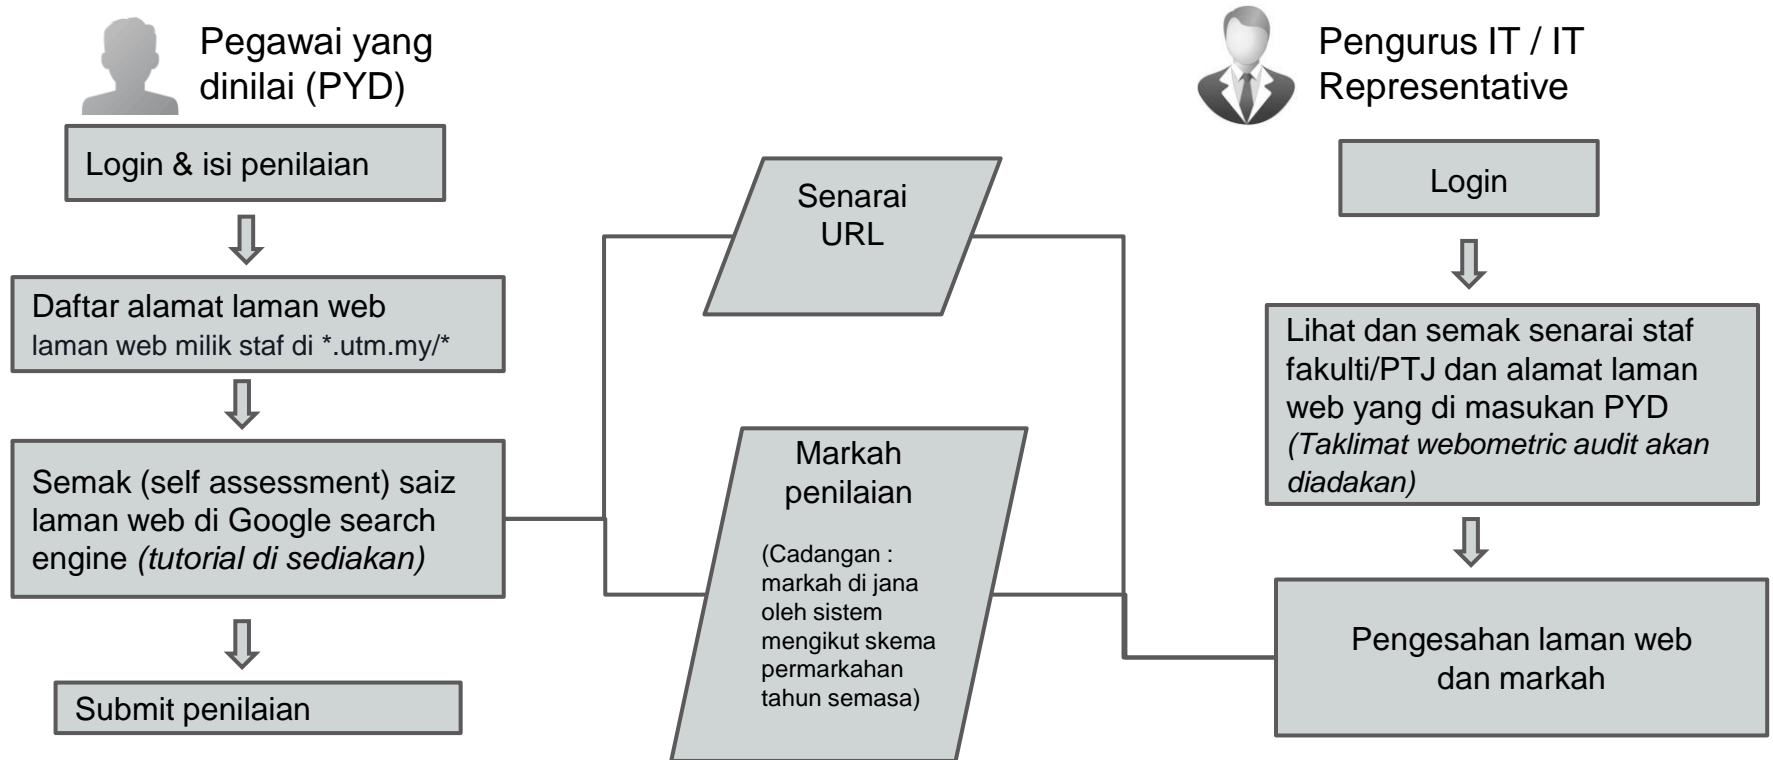 Pegawai yang
dinilai (PYD)
Login & isi penilaian
Daftar alamat laman web
laman web milik staf di *.utm.my/*
Semak (self assessment) saiz
laman web di Google search
engine (tutorial di sediakan)
Submit penilaian
Senarai
URL
Markah
penilaian
(Cadangan :
markah di jana
oleh sistem
mengikut skema
permarkahan
tahun semasa)
Pengurus IT / IT
Representative
Login
Lihat dan semak senarai staf
fakulti/PTJ dan alamat laman
web yang di masukan PYD
(Taklimat webometric audit akan
diadakan)
Pengesahan laman web
dan markah